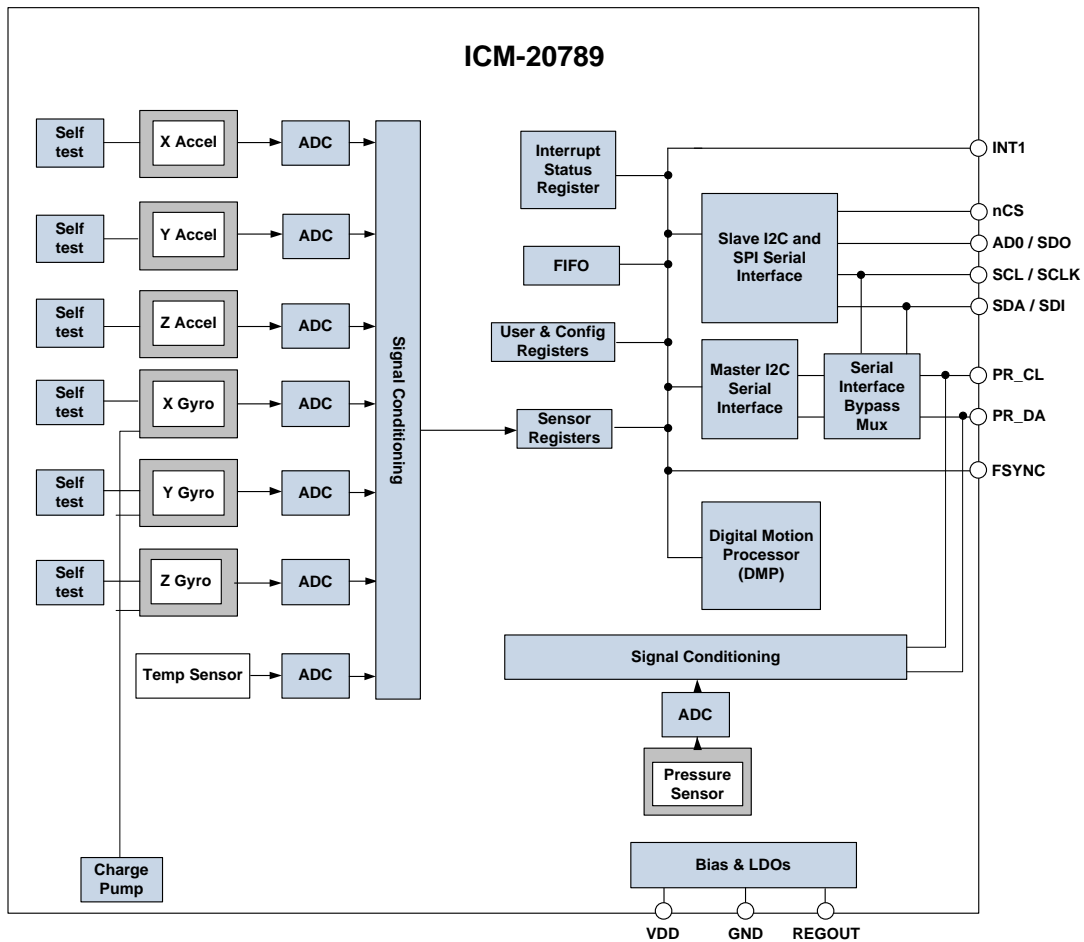 ICM-20789
Self
test
X Accel
ADC
Self
test
Y Accel
ADC
Self
test
Z Accel
ADC
Self
test
X Gyro
ADC
Self
test
Y Gyro
ADC
Self
test
Z Gyro
ADC
Temp Sensor
ADC
Signal Conditioning
Charge
Pump
Interrupt
Status
Register
FIFO
User & Config
Registers
Sensor
Registers
Slave I2C and
SPI Serial
Interface
Master I2C
Serial
Interface
Serial
Interface
Bypass
Mux
Digital Motion
Processor
(DMP)
Signal Conditioning
ADC
Pressure
Sensor
Bias & LDOs
INT1
nCS
AD0 / SDO
SCL / SCLK
SDA / SDI
PR_CL
PR_DA
FSYNC
VDD
GND
REGOUT